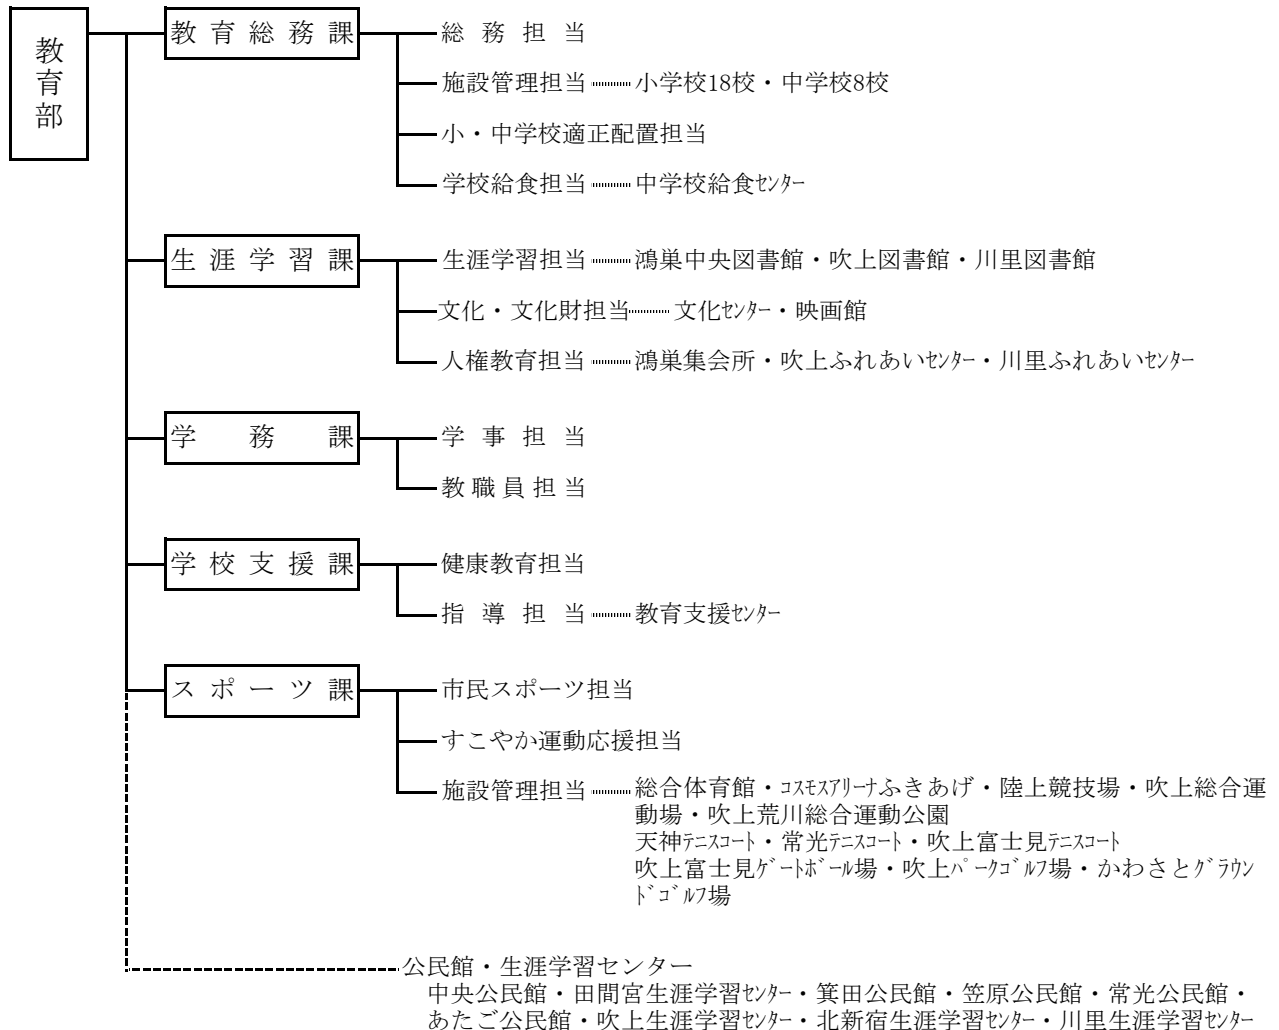 教育部
教育総務課
総務担当
施設管理担当 小学校18校・中学校8校
小・中学校適正配置担当
学校給食担当 中学校給食ｾﾝﾀｰ
生涯学習課
生涯学習担当 鴻巣中央図書館・吹上図書館・川里図書館
文化・文化財担当 文化ｾﾝﾀｰ・映画館
人権教育担当 鴻巣集会所・吹上ふれあいｾﾝﾀｰ・川里ふれあいｾﾝﾀｰ
学務課
学事担当
教職員担当
学校支援課
健康教育担当
指導担当 教育支援ｾﾝﾀｰ
スポーツ課
市民スポーツ担当
すこやか運動応援担当
施設管理担当 総合体育館・ｺｽﾓｽｱﾘｰﾅふきあげ・陸上競技場・吹上総合運
動場・吹上荒川総合運動公園
天神ﾃﾆｽｺｰﾄ・常光ﾃﾆｽｺｰﾄ・吹上富士見ﾃﾆｽｺｰﾄ
吹上富士見ｹﾞｰﾄﾎﾞｰﾙ場・吹上ﾊﾟｰｸｺﾞﾙﾌ場・かわさとｸﾞﾗｳﾝ
ﾄﾞｺﾞﾙﾌ場
公民館・生涯学習センター
中央公民館・田間宮生涯学習ｾﾝﾀｰ・箕田公民館・笠原公民館・常光公民館・
あたご公民館・吹上生涯学習ｾﾝﾀｰ・北新宿生涯学習ｾﾝﾀｰ・川里生涯学習ｾﾝﾀｰ